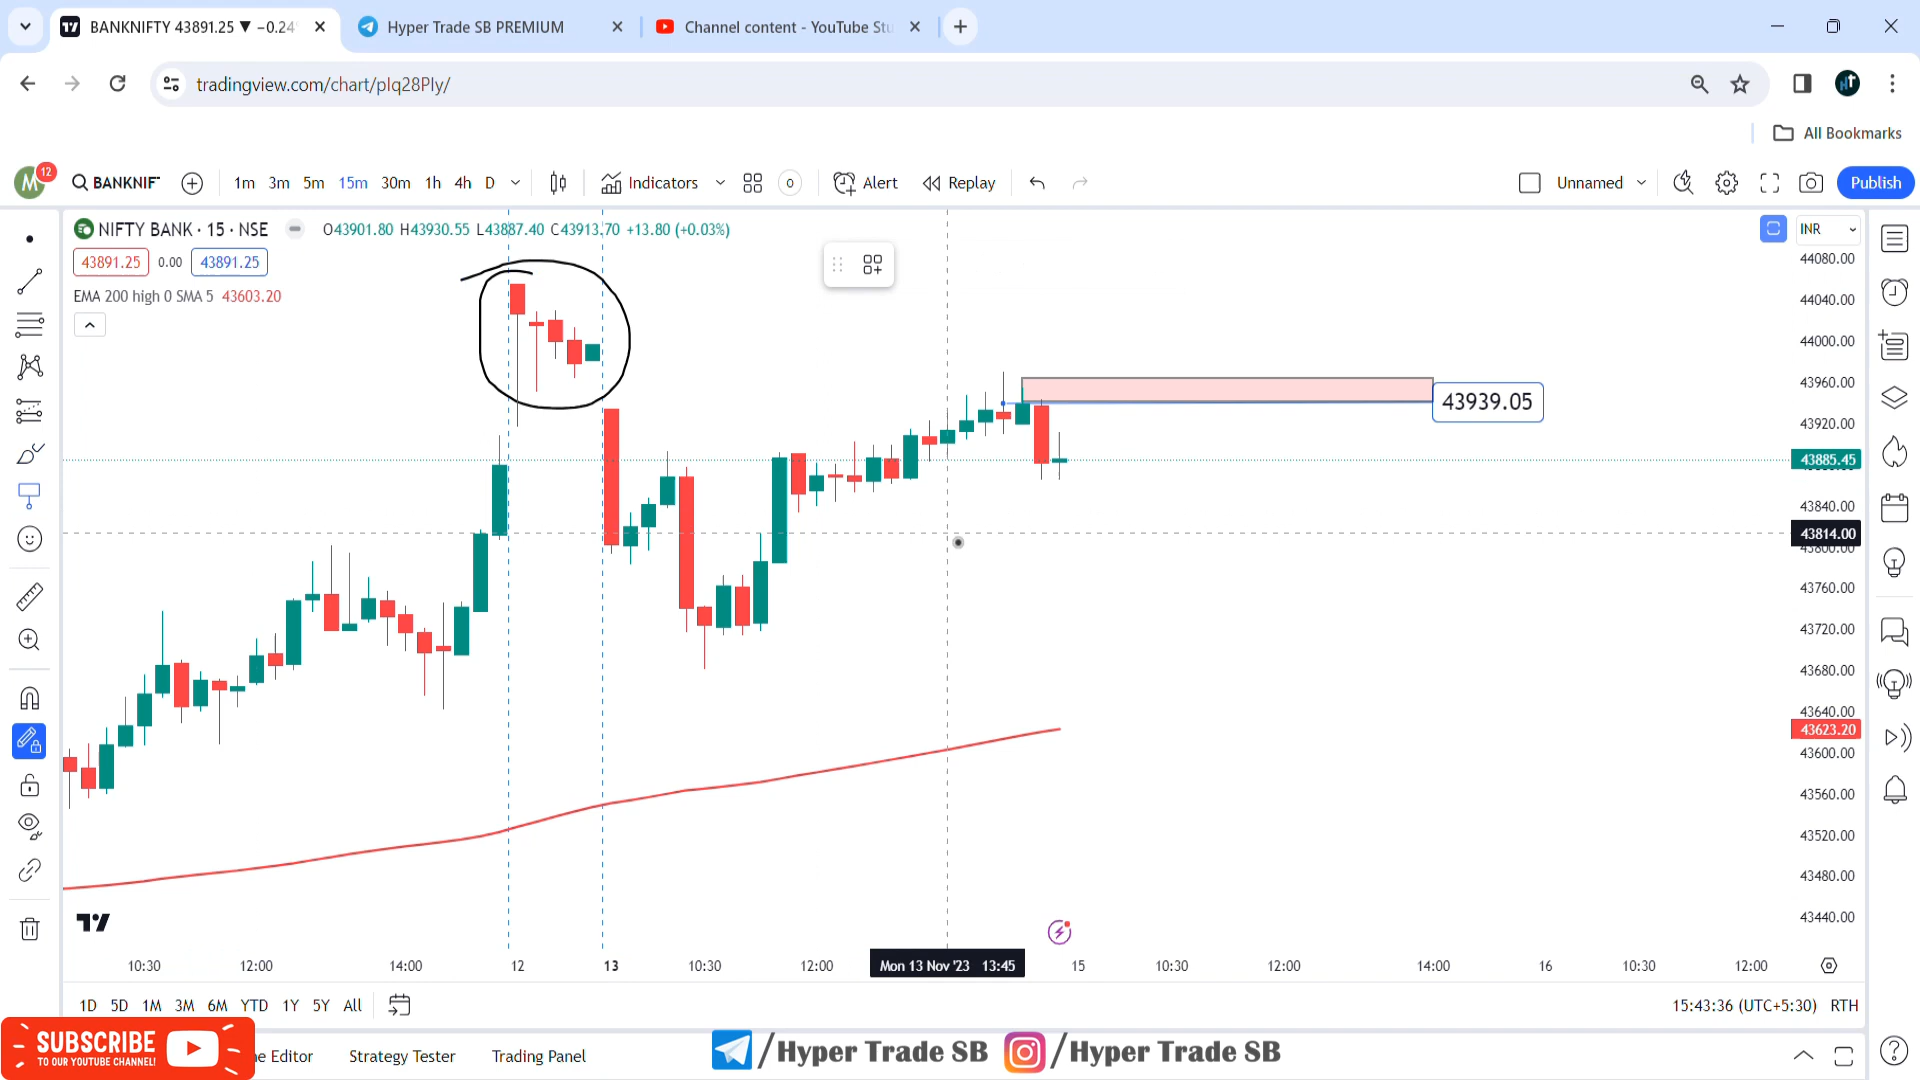 BANKNIFTY 43891.25 ▼ −0.24
Hyper Trade SB PREMIUM
Channel content - YouTube Stu
tradingview.com/chart/pIq28PIy/
All Bookmarks
M 12
BANKNIF
1m 3m 5m 15m 30m 1h 4h D
Indicators
0
Alert
Replay
Unnamed
Publish
NIFTY BANK · 15 · NSE
O43901.80 H43930.55 L43887.40 C43913.70 +13.80 (+0.03%)
INR
43891.25 0.00 43891.25
EMA 200 high 0 SMA 5 43603.20
44080.00
44040.00
44000.00
43960.00
43939.05
43920.00
43885.45
43840.00
43814.00
43800.00
43760.00
43720.00
43680.00
43640.00
43623.20
43600.00
43560.00
43520.00
43480.00
43440.00
10:30 12:00 14:00 12 13 10:30 12:00 Mon 13 Nov '23 13:45 15 10:30 12:00 14:00 16 10:30 12:00
1D 5D 1M 3M 6M YTD 1Y 5Y All
15:43:36 (UTC+5:30) RTH
SUBSCRIBE
TO OUR YOUTUBE CHANNEL!
ne Editor
Strategy Tester
Trading Panel
/Hyper Trade SB
/Hyper Trade SB